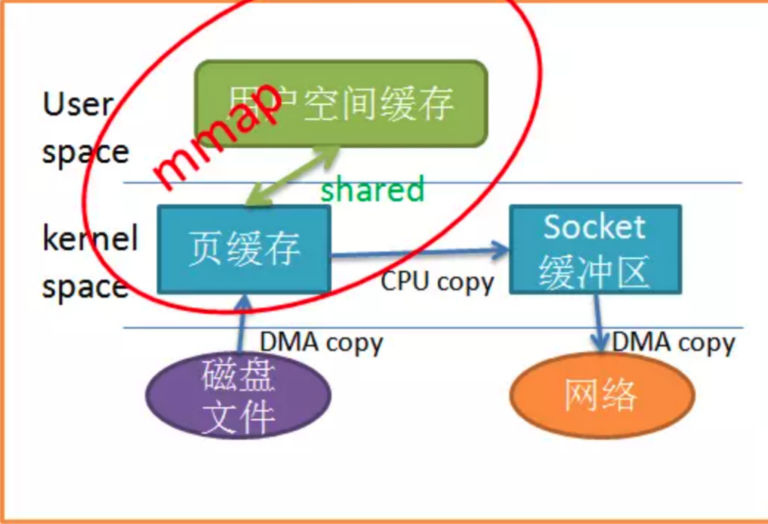 User
space
用户空间缓存
mmap
shared
kernel
space
页缓存
CPU copy
Socket
缓冲区
DMA copy
DMA copy
磁盘
文件
网络